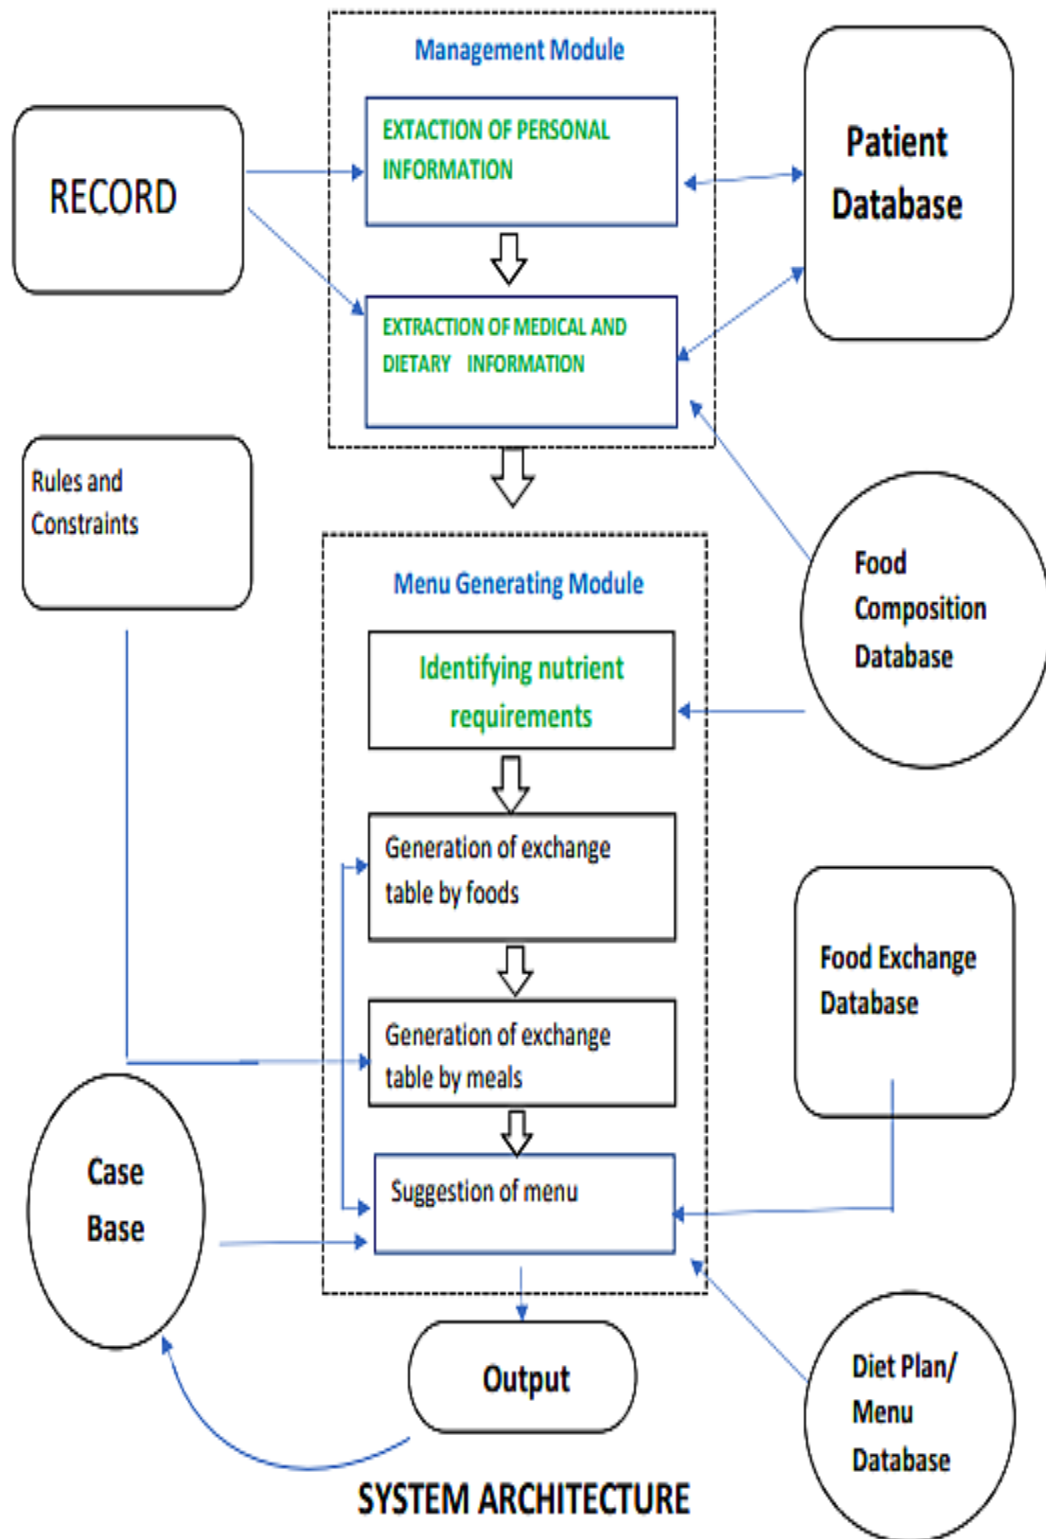 Management Module
EXTACTION OF PERSONAL
INFORMATION
RECORD
Patient
Database
EXTRACTION OF MEDICAL AND
DIETARY INFORMATION
Rules and
Constraints
Food
Composition
Database
Menu Generating Module
Identifying nutrient
requirements
Generation of exchange
table by foods
Food Exchange
Database
Generation of exchange
table by meals
Case
Base
Suggestion of menu
Output
Diet Plan/
Menu
Database
SYSTEM ARCHITECTURE